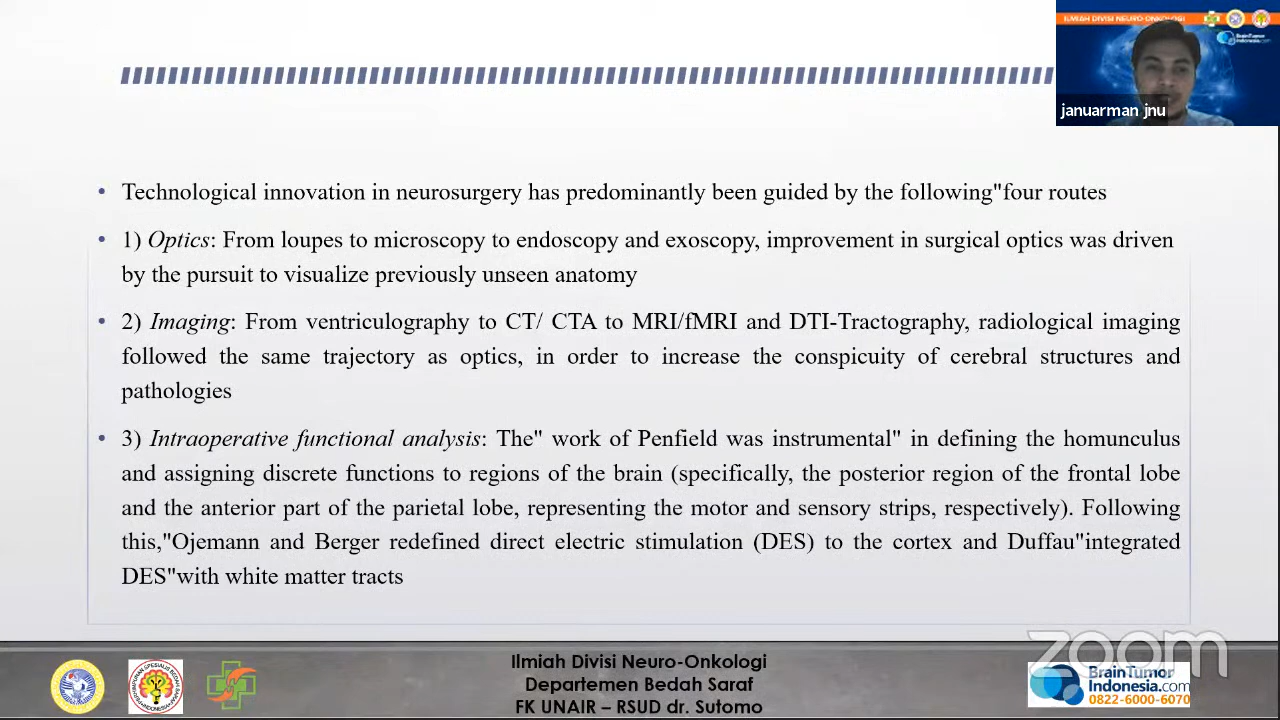 ILMIAH DIVISI NEURO-ONKOLOGI
januarman jnu
• Technological innovation in neurosurgery has predominantly been guided by the following"four routes
• 1) Optics: From loupes to microscopy to endoscopy and exoscopy, improvement in surgical optics was driven
by the pursuit to visualize previously unseen anatomy
• 2) Imaging: From ventriculography to CT/ CTA to MRI/fMRI and DTI-Tractography, radiological imaging
followed the same trajectory as optics, in order to increase the conspicuity of cerebral structures and
pathologies
• 3) Intraoperative functional analysis: The" work of Penfield was instrumental" in defining the homunculus
and assigning discrete functions to regions of the brain (specifically, the posterior region of the frontal lobe
and the anterior part of the parietal lobe, representing the motor and sensory strips, respectively). Following
this,"Ojemann and Berger redefined direct electric stimulation (DES) to the cortex and Duffau"integrated
DES"with white matter tracts
Ilmiah Divisi Neuro-Onkologi
Departemen Bedah Saraf
FK UNAIR – RSUD dr. Sutomo
zoom
BrainTumor
Indonesia.com
0822-6000-6070